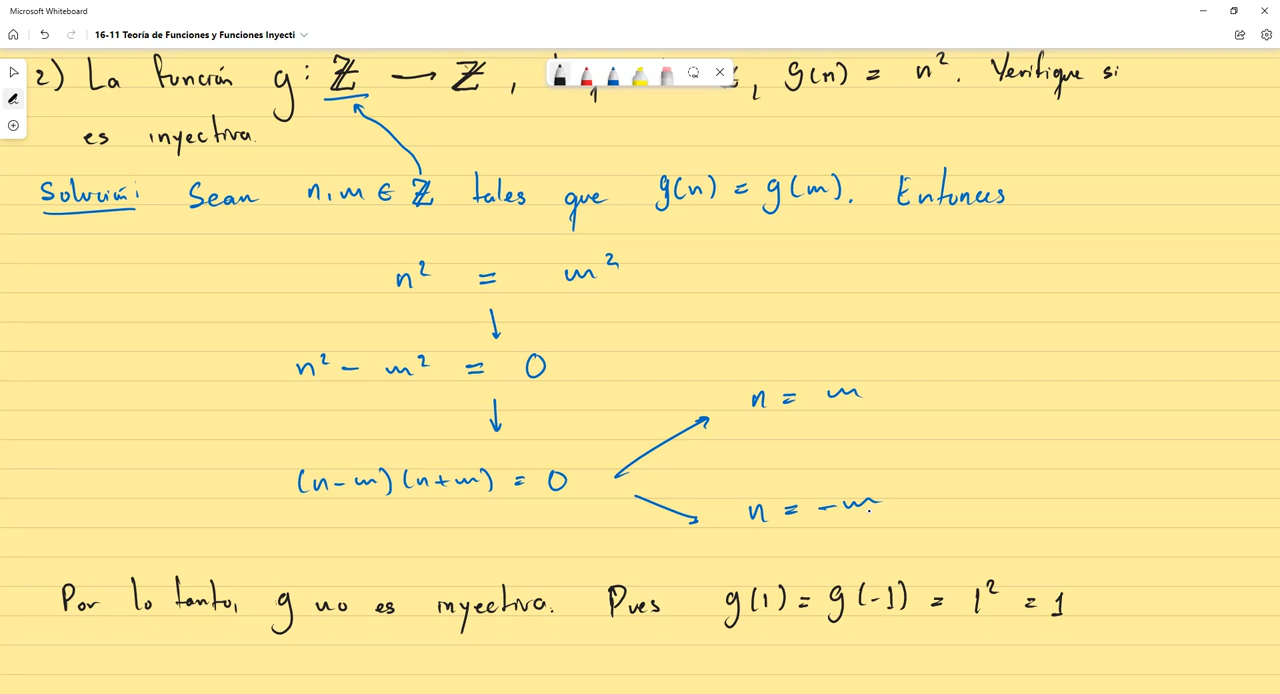 Microsoft Whiteboard
16-11 Teoría de Funciones y Funciones Inyecti
2) La función g : ℤ → ℤ, g(n) = n². Verifique si
es inyectiva.
Solución: Sean n, m ∈ ℤ tales que g(n) = g(m). Entonces
n² = m²
↓
n² - m² = 0
↓
n = m
(n-m)(n+m) = 0
n = -m
Por lo tanto, g no es inyectiva. Pues g(1) = g(-1) = 1² = 1